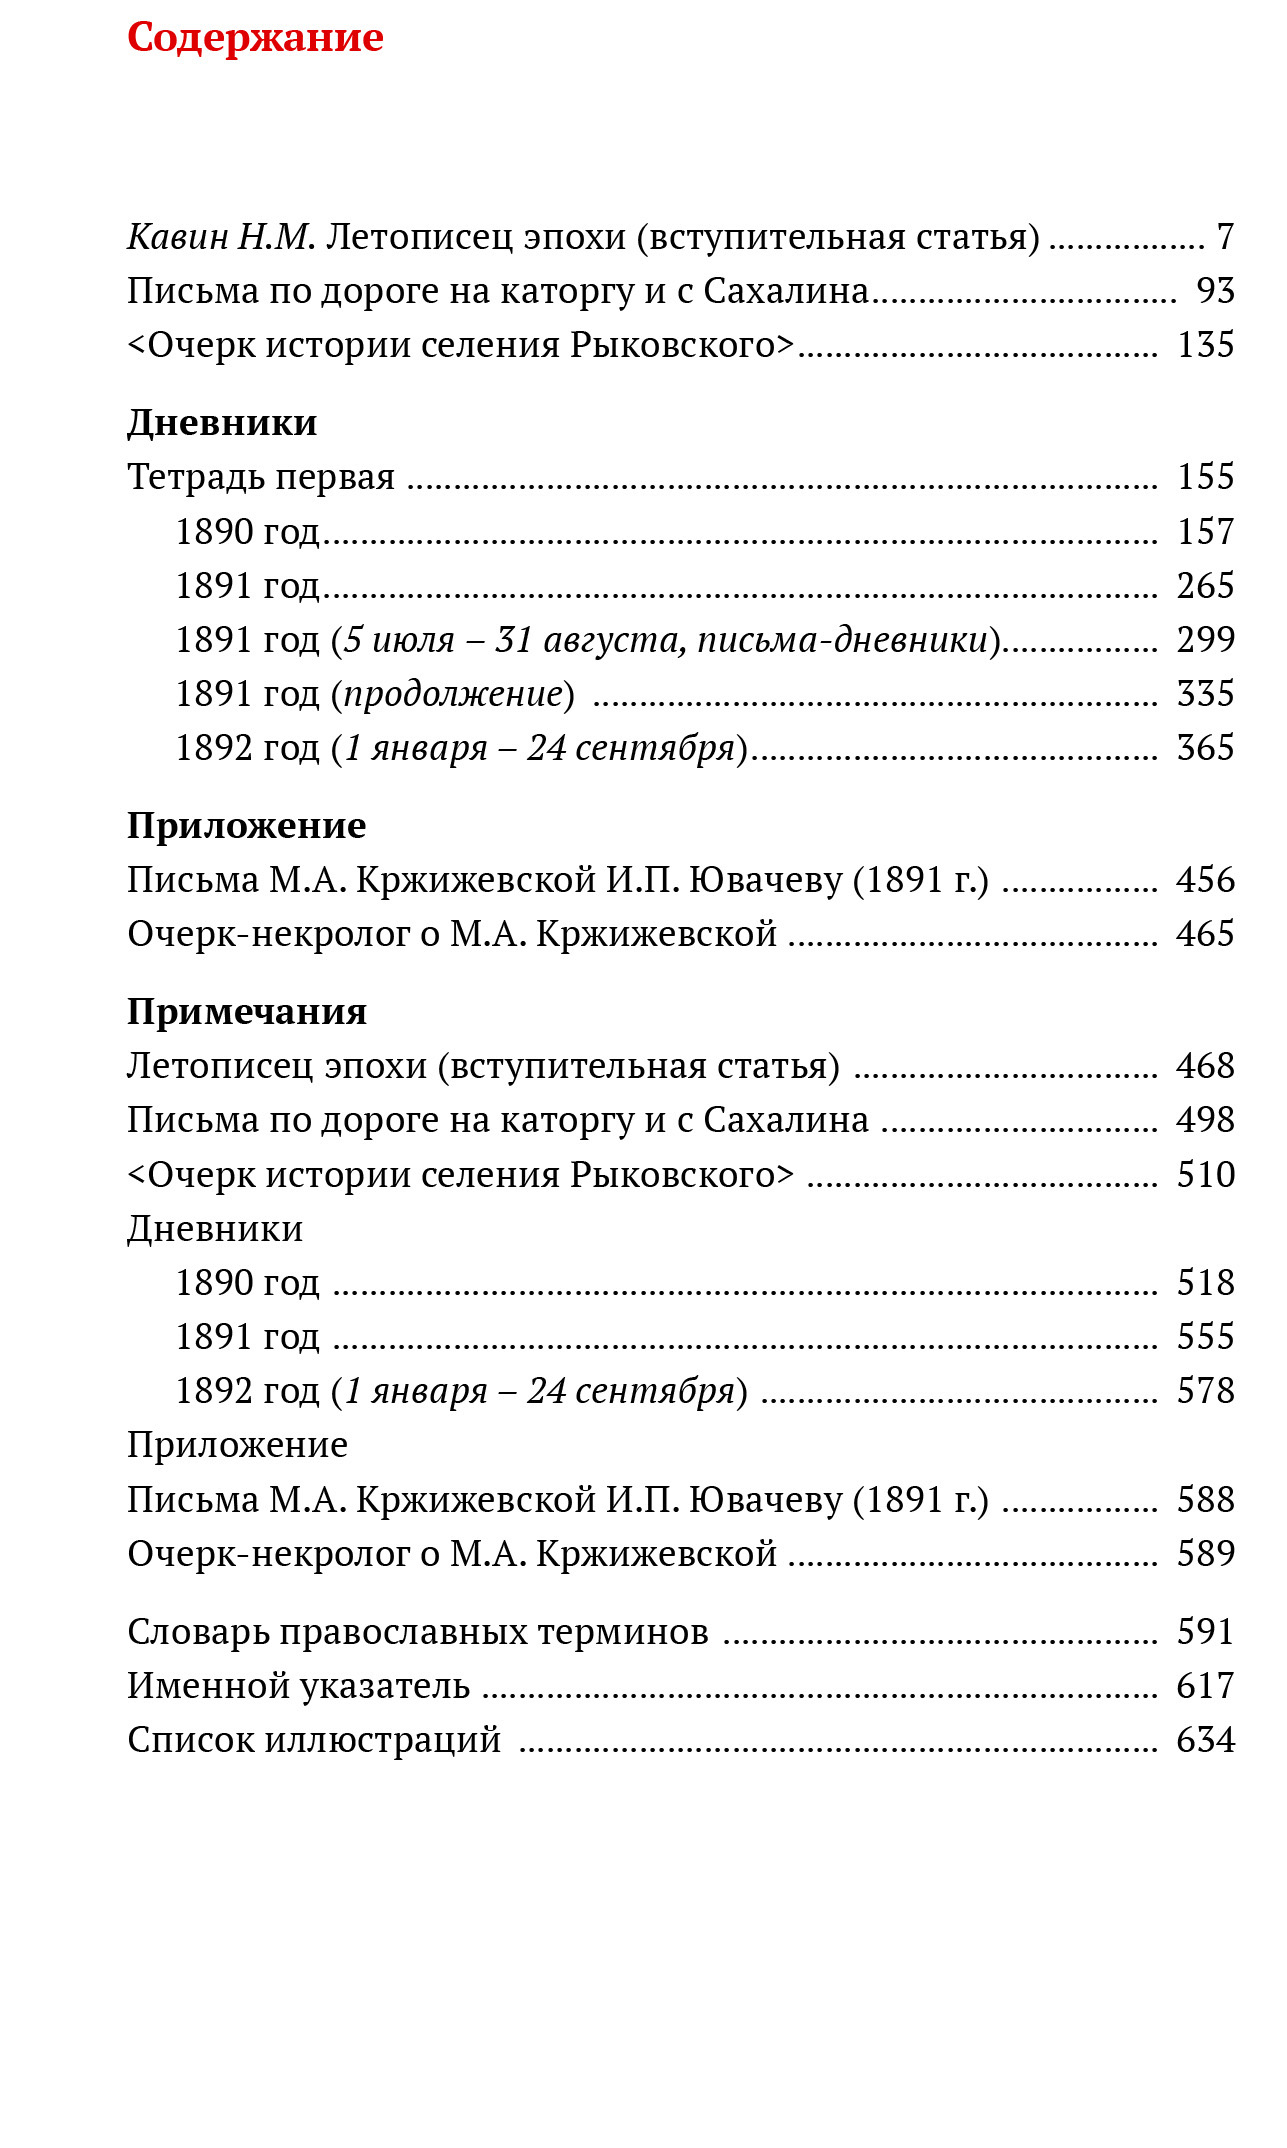 Содержание
Кавин Н.М. Летописец эпохи (вступительная статья) ................. 7
Письма по дороге на каторгу и с Сахалина................................. 93
<Очерк истории селения Рыковского>....................................... 135
Дневники
Тетрадь первая ................................................................................. 155
1890 год.......................................................................................... 157
1891 год.......................................................................................... 265
1891 год (5 июля – 31 августа, письма-дневники)................. 299
1891 год (продолжение) ............................................................. 335
1892 год (1 января – 24 сентября)............................................ 365
Приложение
Письма М.А. Кржижевской И.П. Ювачеву (1891 г.) ................. 456
Очерк-некролог о М.А. Кржижевской ........................................ 465
Примечания
Летописец эпохи (вступительная статья) ................................. 468
Письма по дороге на каторгу и с Сахалина .............................. 498
<Очерк истории селения Рыковского> ...................................... 510
Дневники
1890 год ......................................................................................... 518
1891 год ......................................................................................... 555
1892 год (1 января – 24 сентября) ........................................... 578
Приложение
Письма М.А. Кржижевской И.П. Ювачеву (1891 г.) ................. 588
Очерк-некролог о М.А. Кржижевской ........................................ 589
Словарь православных терминов ............................................... 591
Именной указатель ......................................................................... 617
Список иллюстраций ..................................................................... 634